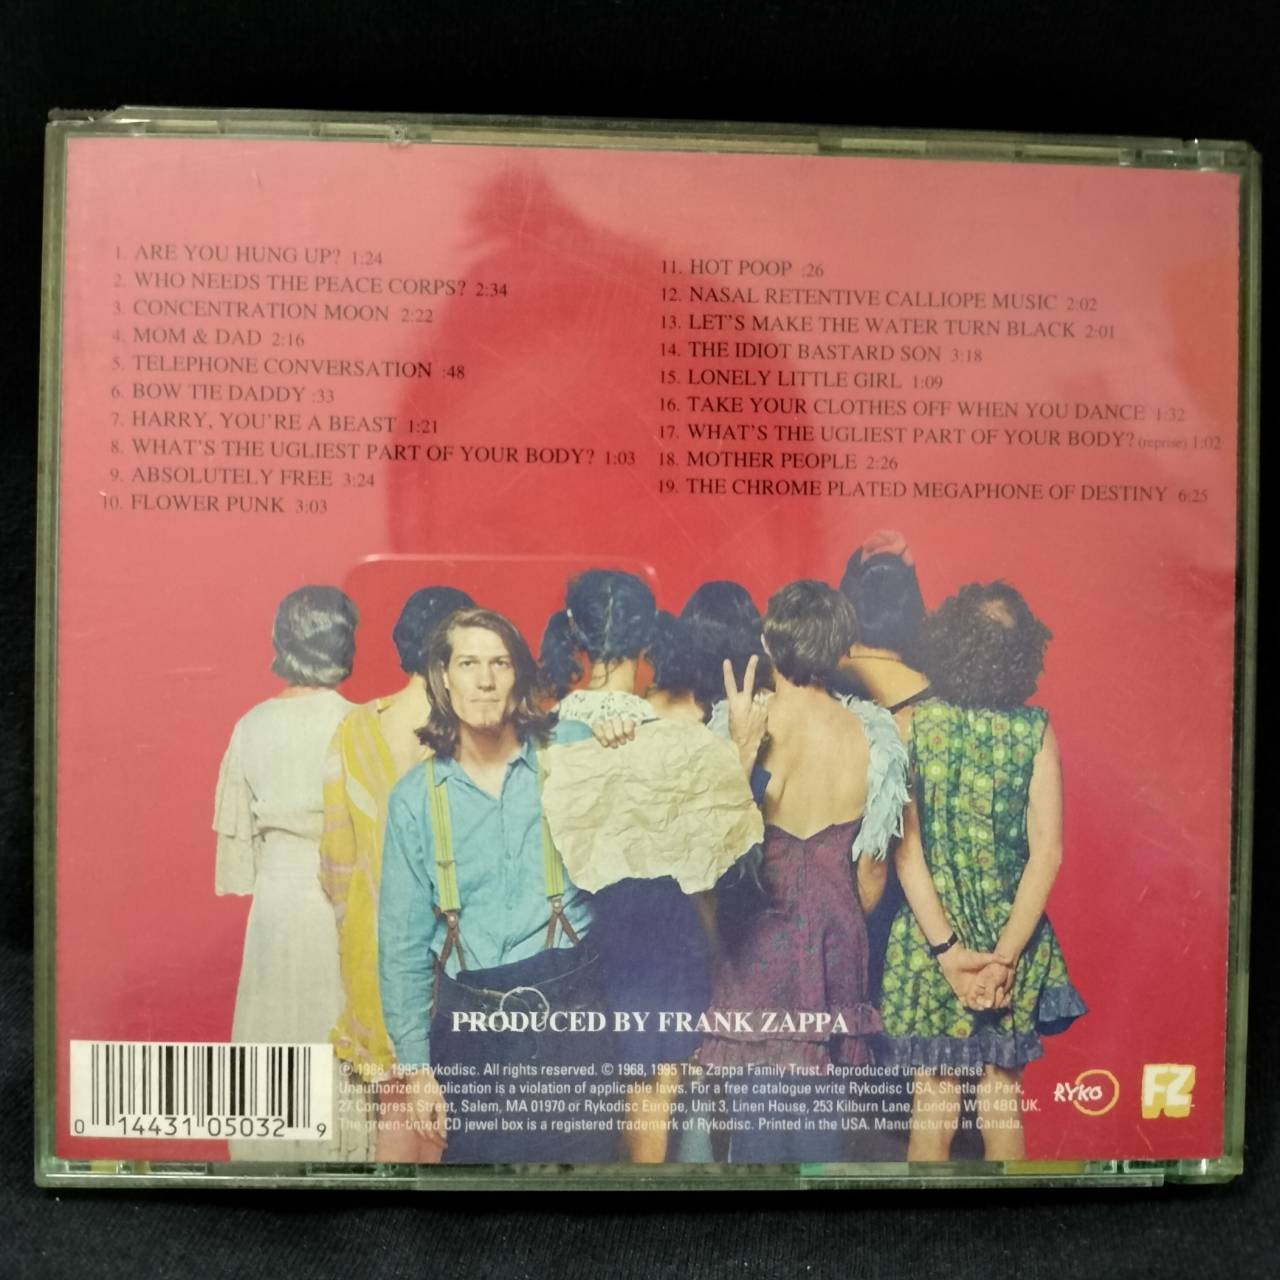 1. ARE YOU HUNG UP? 1:24
2. WHO NEEDS THE PEACE CORPS? 2:34
3. CONCENTRATION MOON 2:22
4. MOM & DAD 2:16
5. TELEPHONE CONVERSATION :48
6. BOW TIE DADDY :33
7. HARRY, YOU'RE A BEAST 1:21
8. WHAT'S THE UGLIEST PART OF YOUR BODY? 1:03
9. ABSOLUTELY FREE 3:24
10. FLOWER PUNK 3:03
11. HOT POOP :26
12. NASAL RETENTIVE CALLIOPE MUSIC 2:02
13. LET'S MAKE THE WATER TURN BLACK 2:01
14. THE IDIOT BASTARD SON 3:18
15. LONELY LITTLE GIRL 1:09
16. TAKE YOUR CLOTHES OFF WHEN YOU DANCE 1:32
17. WHAT'S THE UGLIEST PART OF YOUR BODY? (reprise) 1:02
18. MOTHER PEOPLE 2:26
19. THE CHROME PLATED MEGAPHONE OF DESTINY 6:25
PRODUCED BY FRANK ZAPPA
℗ 1986, 1995 Rykodisc. All rights reserved. © 1968, 1995 The Zappa Family Trust. Reproduced under license.
Unauthorized duplication is a violation of applicable laws. For a free catalogue write Rykodisc USA, Shetland Park,
27 Congress Street, Salem, MA 01970 or Rykodisc Europe, Unit 3, Linen House, 253 Kilburn Lane, London W10 4BQ UK.
The green-tinted CD jewel box is a registered trademark of Rykodisc. Printed in the USA. Manufactured in Canada.
RYKO
FZ
0 14431 05032 9